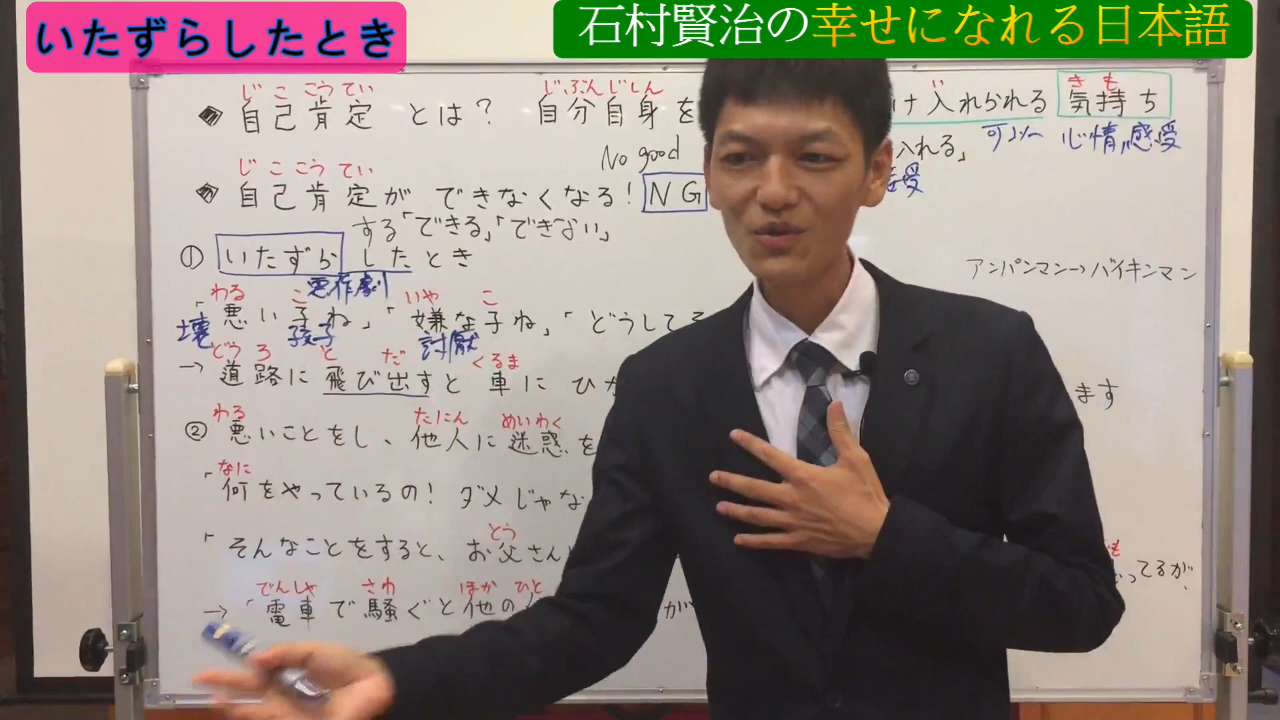 いたずらしたとき
石村賢治の幸せになれる日本語
じ こ こう てい じ ぶん じ しん い き も
◆ 自己肯定 とは? 自分自身を け入れられる 気持ち
No good 入れる」 心情,感受
じ こ こう てい
◆ 自己肯定が できなくなる! NG 受
する「できる」「できない」
① いたずら したとき
アンパンマン→バイキンマン
わる こ 悪作劇 いや こ
「悪い子ね」「嫌な子ね」「どうしてそ
壊 孩子 討厭
どう ろ と だ くるま
→ 道路に 飛び出すと 車に ひか ます
わる たにん めいわく
② 悪いことをし、他人に迷惑を
なに
「何をやっているの! ダメじゃな
とう
「そんなことをすると、お父さん ってるが
でんしゃ さわ ほか ひと
→「電車で騒ぐと他の が